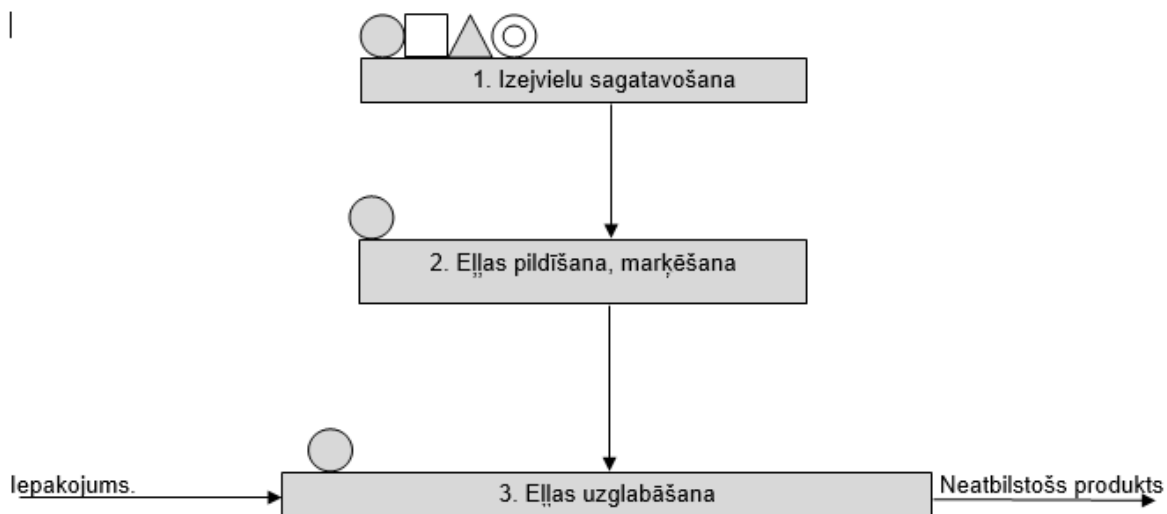 1. Izejvielu sagatavošana
2. Eļļas pildīšana, marķēšana
Iepakojums.
3. Eļļas uzglabāšana
Neatbilstošs produkts